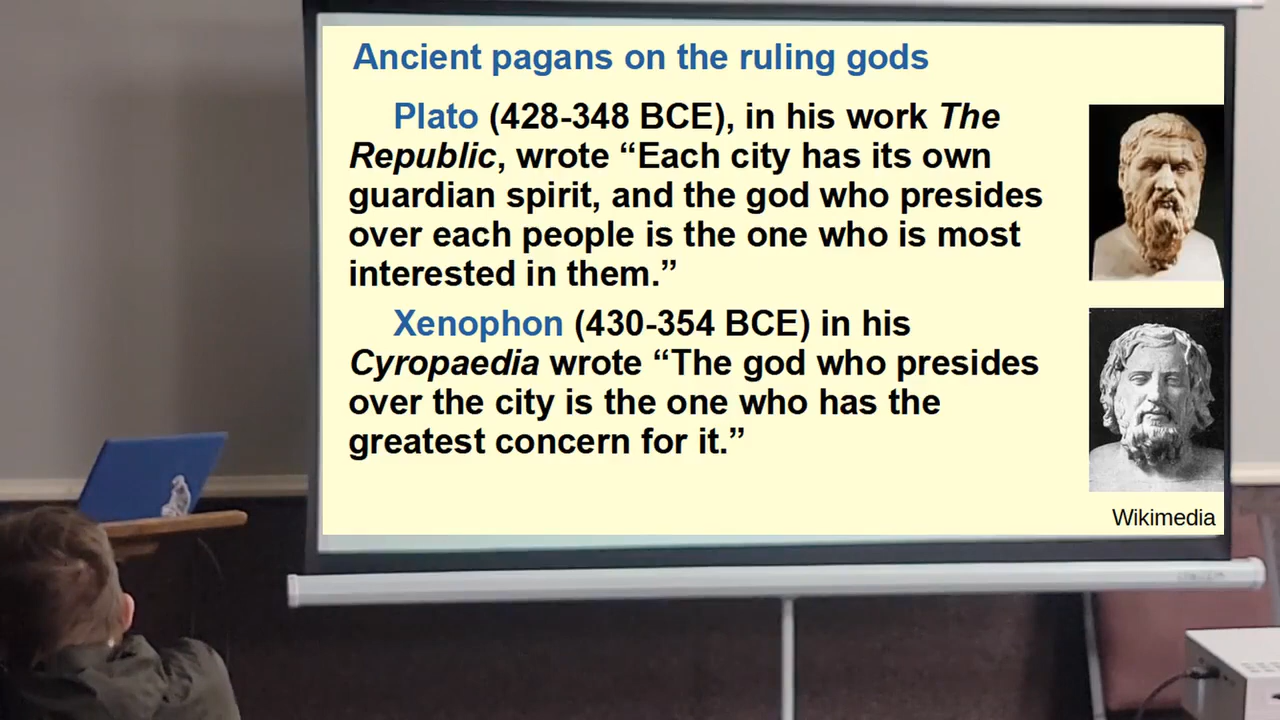 Ancient pagans on the ruling gods
Plato (428-348 BCE), in his work The
Republic, wrote “Each city has its own
guardian spirit, and the god who presides
over each people is the one who is most
interested in them.”
Xenophon (430-354 BCE) in his
Cyropaedia wrote “The god who presides
over the city is the one who has the
greatest concern for it.”
Wikimedia